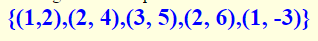 {(1,2),(2, 4),(3, 5),(2, 6),(1, -3)}